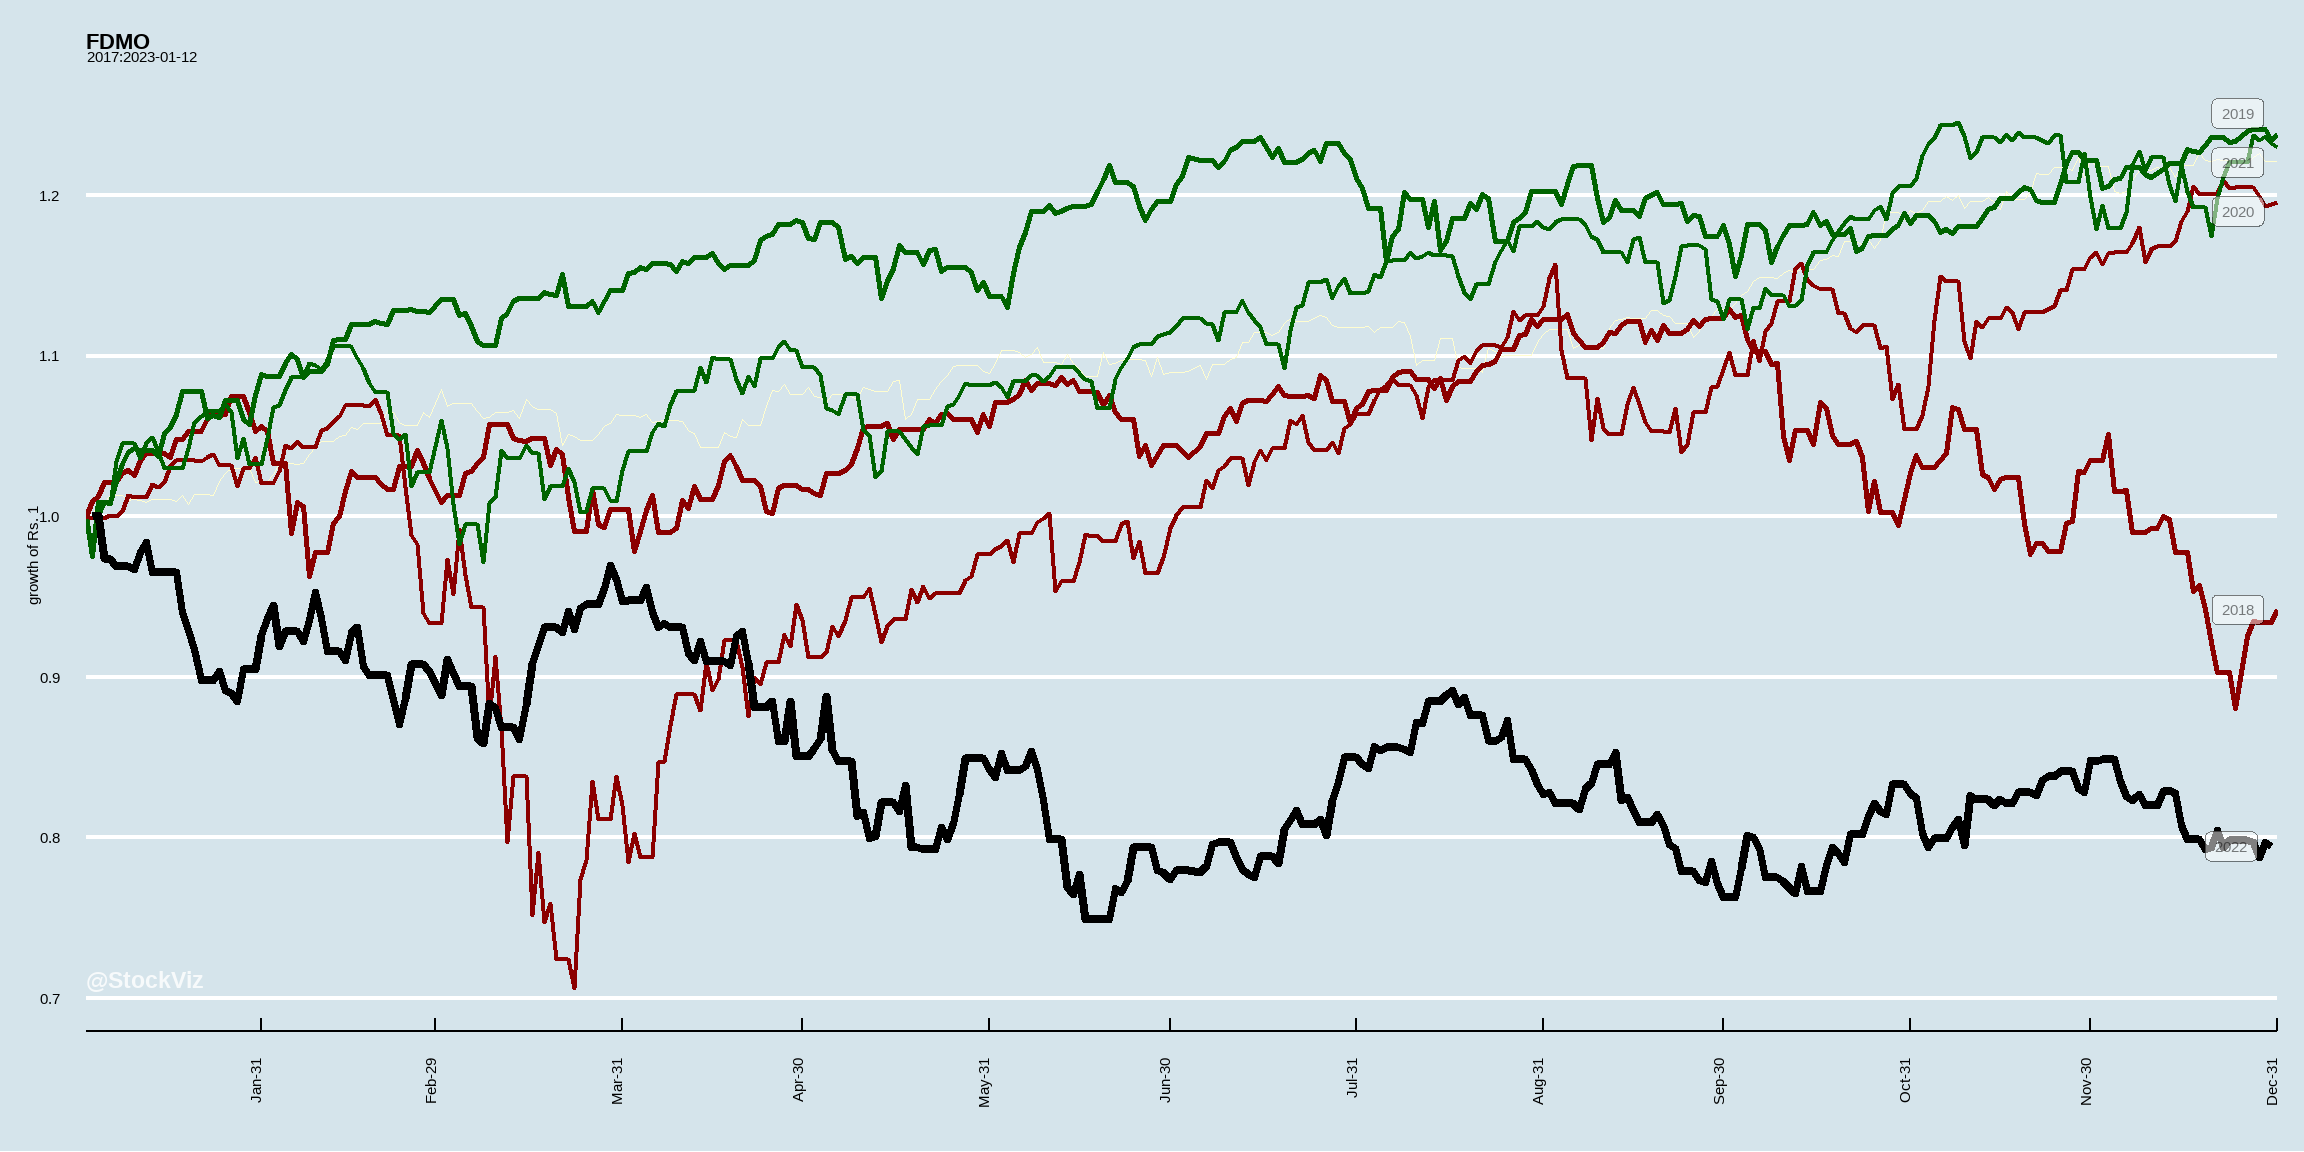 FDMO
2017:2023-01-12
2019
2021
2020
2018
2022
1.2
1.1
1.0
0.9
0.8
0.7
growth of Rs. 1
@StockViz
Jan-31
Feb-29
Mar-31
Apr-30
May-31
Jun-30
Jul-31
Aug-31
Sep-30
Oct-31
Nov-30
Dec-31